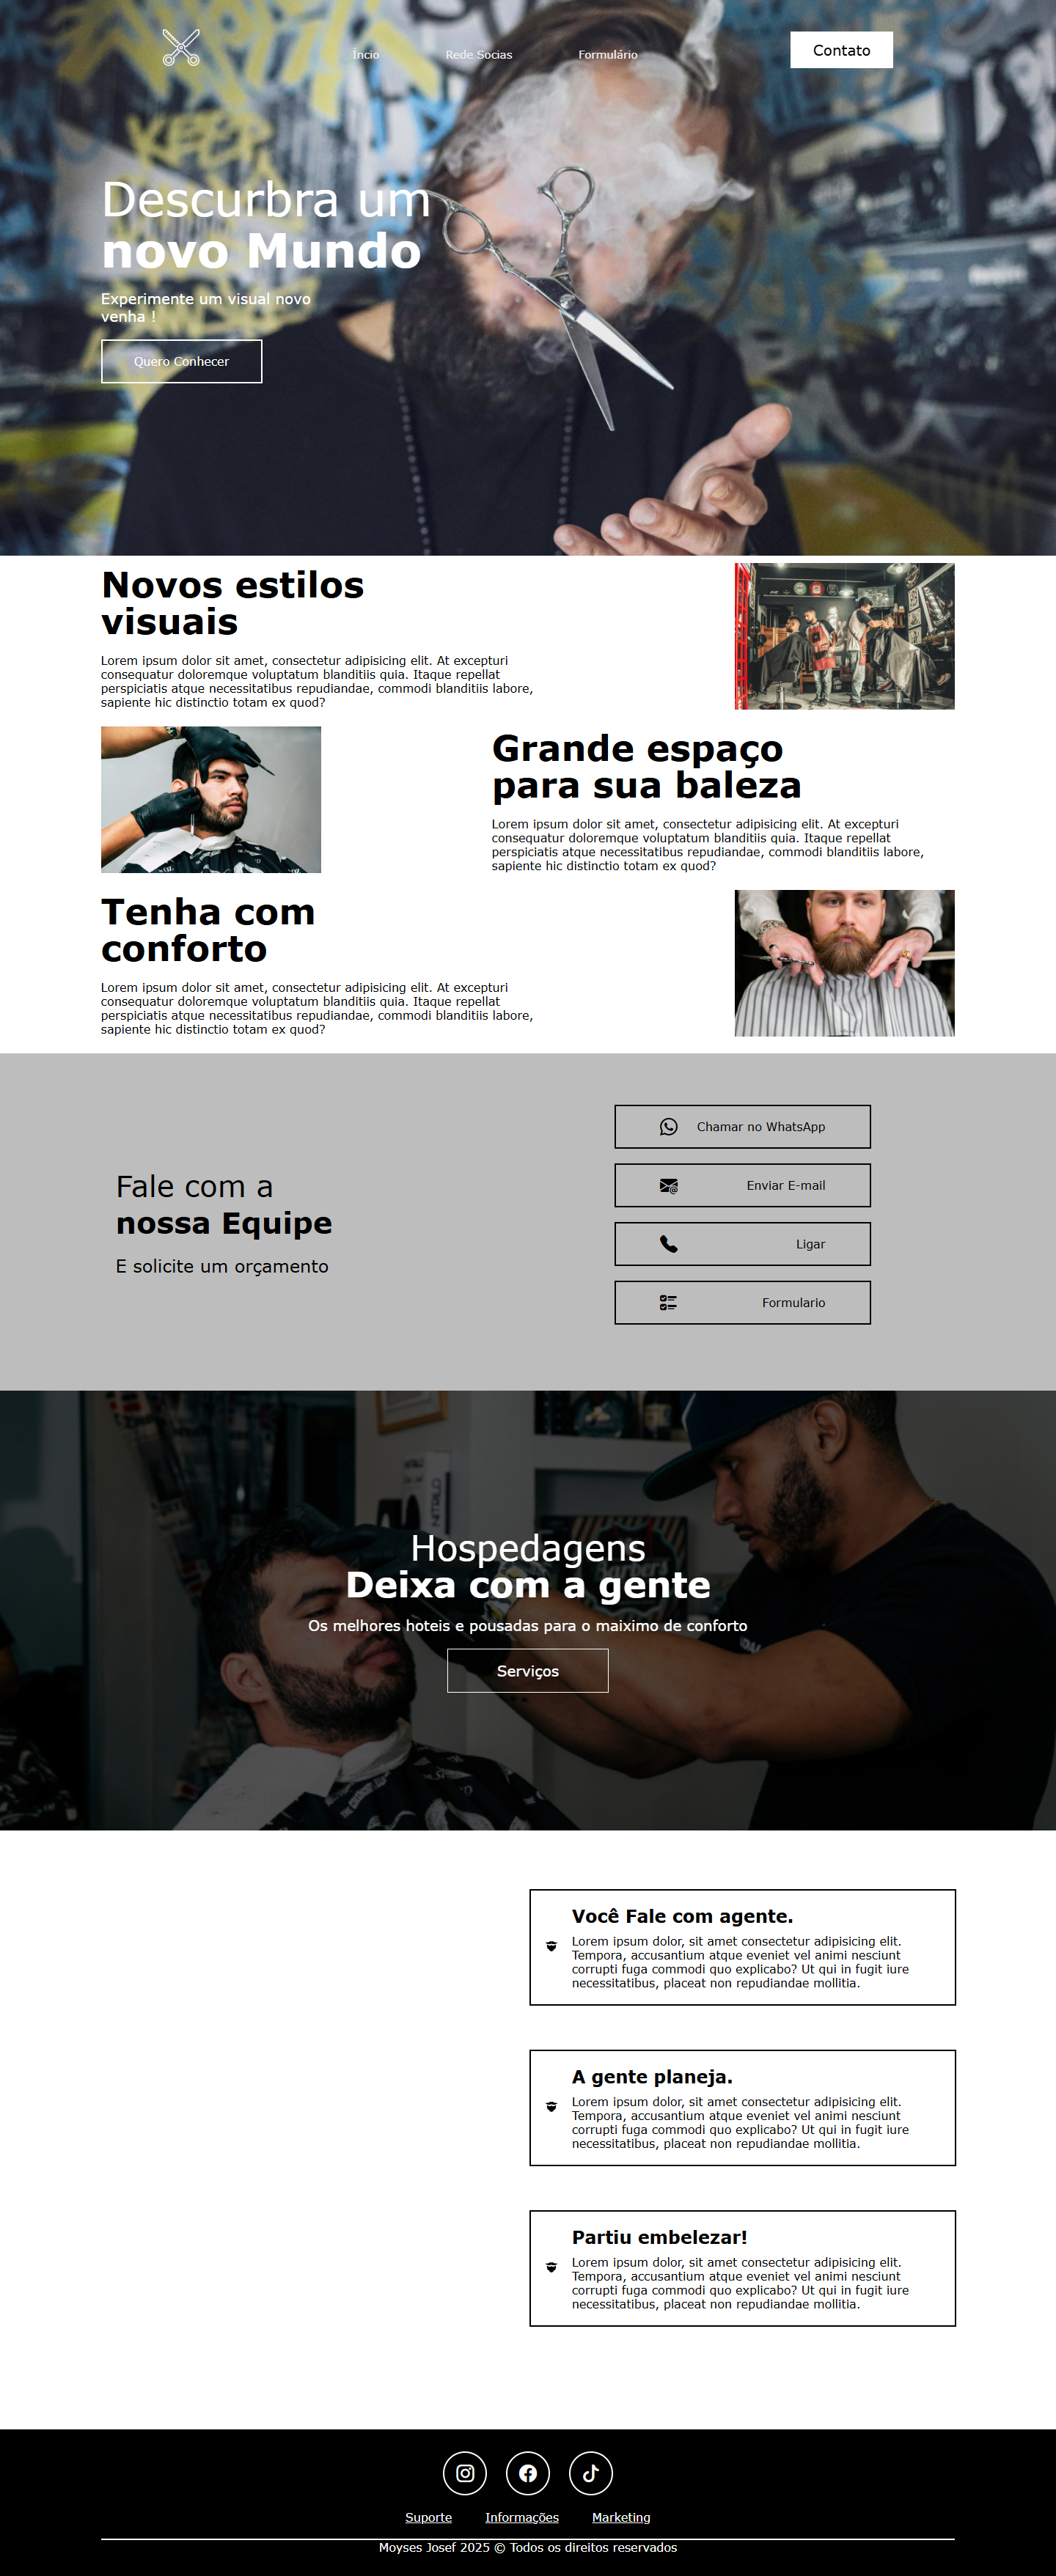 Íncio
Rede Socias
Formulário
Contato
Descurbra um
novo Mundo
Experimente um visual novo
venha !
Quero Conhecer
Novos estilos
visuais
Lorem ipsum dolor sit amet, consectetur adipisicing elit. At excepturi
consequatur doloremque voluptatum blanditiis quia. Itaque repellat
perspiciatis atque necessitatibus repudiandae, commodi blanditiis labore,
sapiente hic distinctio totam ex quod?
Grande espaço
para sua baleza
Lorem ipsum dolor sit amet, consectetur adipisicing elit. At excepturi
consequatur doloremque voluptatum blanditiis quia. Itaque repellat
perspiciatis atque necessitatibus repudiandae, commodi blanditiis labore,
sapiente hic distinctio totam ex quod?
Tenha com
conforto
Lorem ipsum dolor sit amet, consectetur adipisicing elit. At excepturi
consequatur doloremque voluptatum blanditiis quia. Itaque repellat
perspiciatis atque necessitatibus repudiandae, commodi blanditiis labore,
sapiente hic distinctio totam ex quod?
Fale com a
nossa Equipe
E solicite um orçamento
Chamar no WhatsApp
Enviar E-mail
Ligar
Formulario
Hospedagens
Deixa com a gente
Os melhores hoteis e pousadas para o maiximo de conforto
Serviços
Você Fale com agente.
Lorem ipsum dolor, sit amet consectetur adipisicing elit.
Tempora, accusantium atque eveniet vel animi nesciunt
corrupti fuga commodi quo explicabo? Ut qui in fugit iure
necessitatibus, placeat non repudiandae mollitia.
A gente planeja.
Lorem ipsum dolor, sit amet consectetur adipisicing elit.
Tempora, accusantium atque eveniet vel animi nesciunt
corrupti fuga commodi quo explicabo? Ut qui in fugit iure
necessitatibus, placeat non repudiandae mollitia.
Partiu embelezar!
Lorem ipsum dolor, sit amet consectetur adipisicing elit.
Tempora, accusantium atque eveniet vel animi nesciunt
corrupti fuga commodi quo explicabo? Ut qui in fugit iure
necessitatibus, placeat non repudiandae mollitia.
Suporte
Informações
Marketing
Moyses Josef 2025 © Todos os direitos reservados